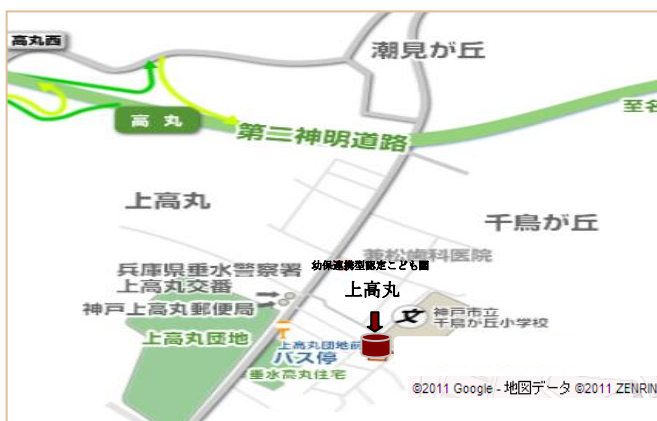 高丸西
潮見が丘
高 丸
第二神明道路
至名
上高丸
千鳥が丘
兼松歯科医院
幼保連携型認定こども園
上高丸
兵庫県垂水警察署
上高丸交番
神戸上高丸郵便局
神戸市立
千鳥が丘小学校
文
上高丸団地
上高丸団地前
バス停
垂水高丸住宅
©2011 Google - 地図データ ©2011 ZENRIN